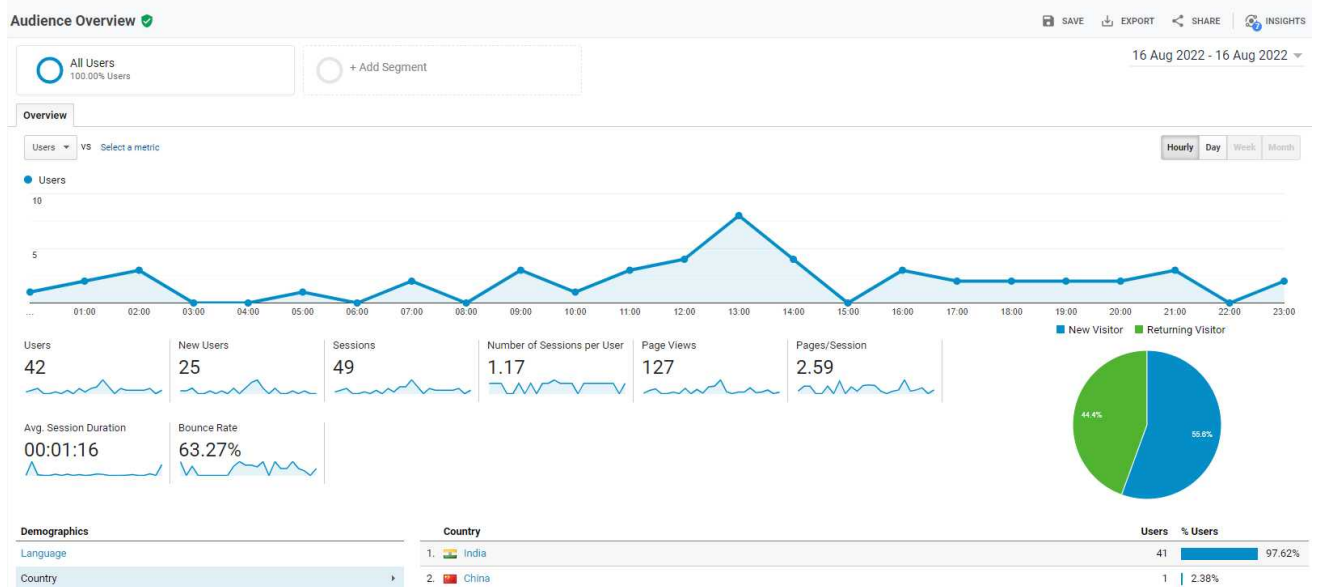 Audience Overview
SAVE EXPORT SHARE INSIGHTS
7
All Users
100.00% Users
+ Add Segment
16 Aug 2022 - 16 Aug 2022
Overview
Users VS Select a metric
Hourly Day Week Month
Users
10
5
... 01:00 02:00 03:00 04:00 05:00 06:00 07:00 08:00 09:00 10:00 11:00 12:00 13:00 14:00 15:00 16:00 17:00 18:00 19:00 20:00 21:00 22:00 23:00
New Visitor Returning Visitor
Users New Users Sessions Number of Sessions per User Page Views Pages/Session
42 25 49 1.17 127 2.59
44.4%
55.6%
Avg. Session Duration Bounce Rate
00:01:16 63.27%
Demographics Country Users % Users
Language 1. India 41 97.62%
Country 2. China 1 2.38%